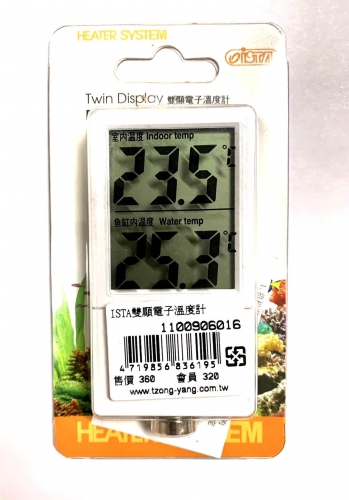 HEATER SYSTEM
ISTA
Twin Display 雙顯電子溫度計
室內溫度 Indoor temp
23.5°C
魚缸內溫度 Water temp
25.3°C
ISTA雙顯電子溫度計
1100906016
4719856836195
售價 360 會員 320
www.tzong-yang.com.tw
HEATER SYSTEM